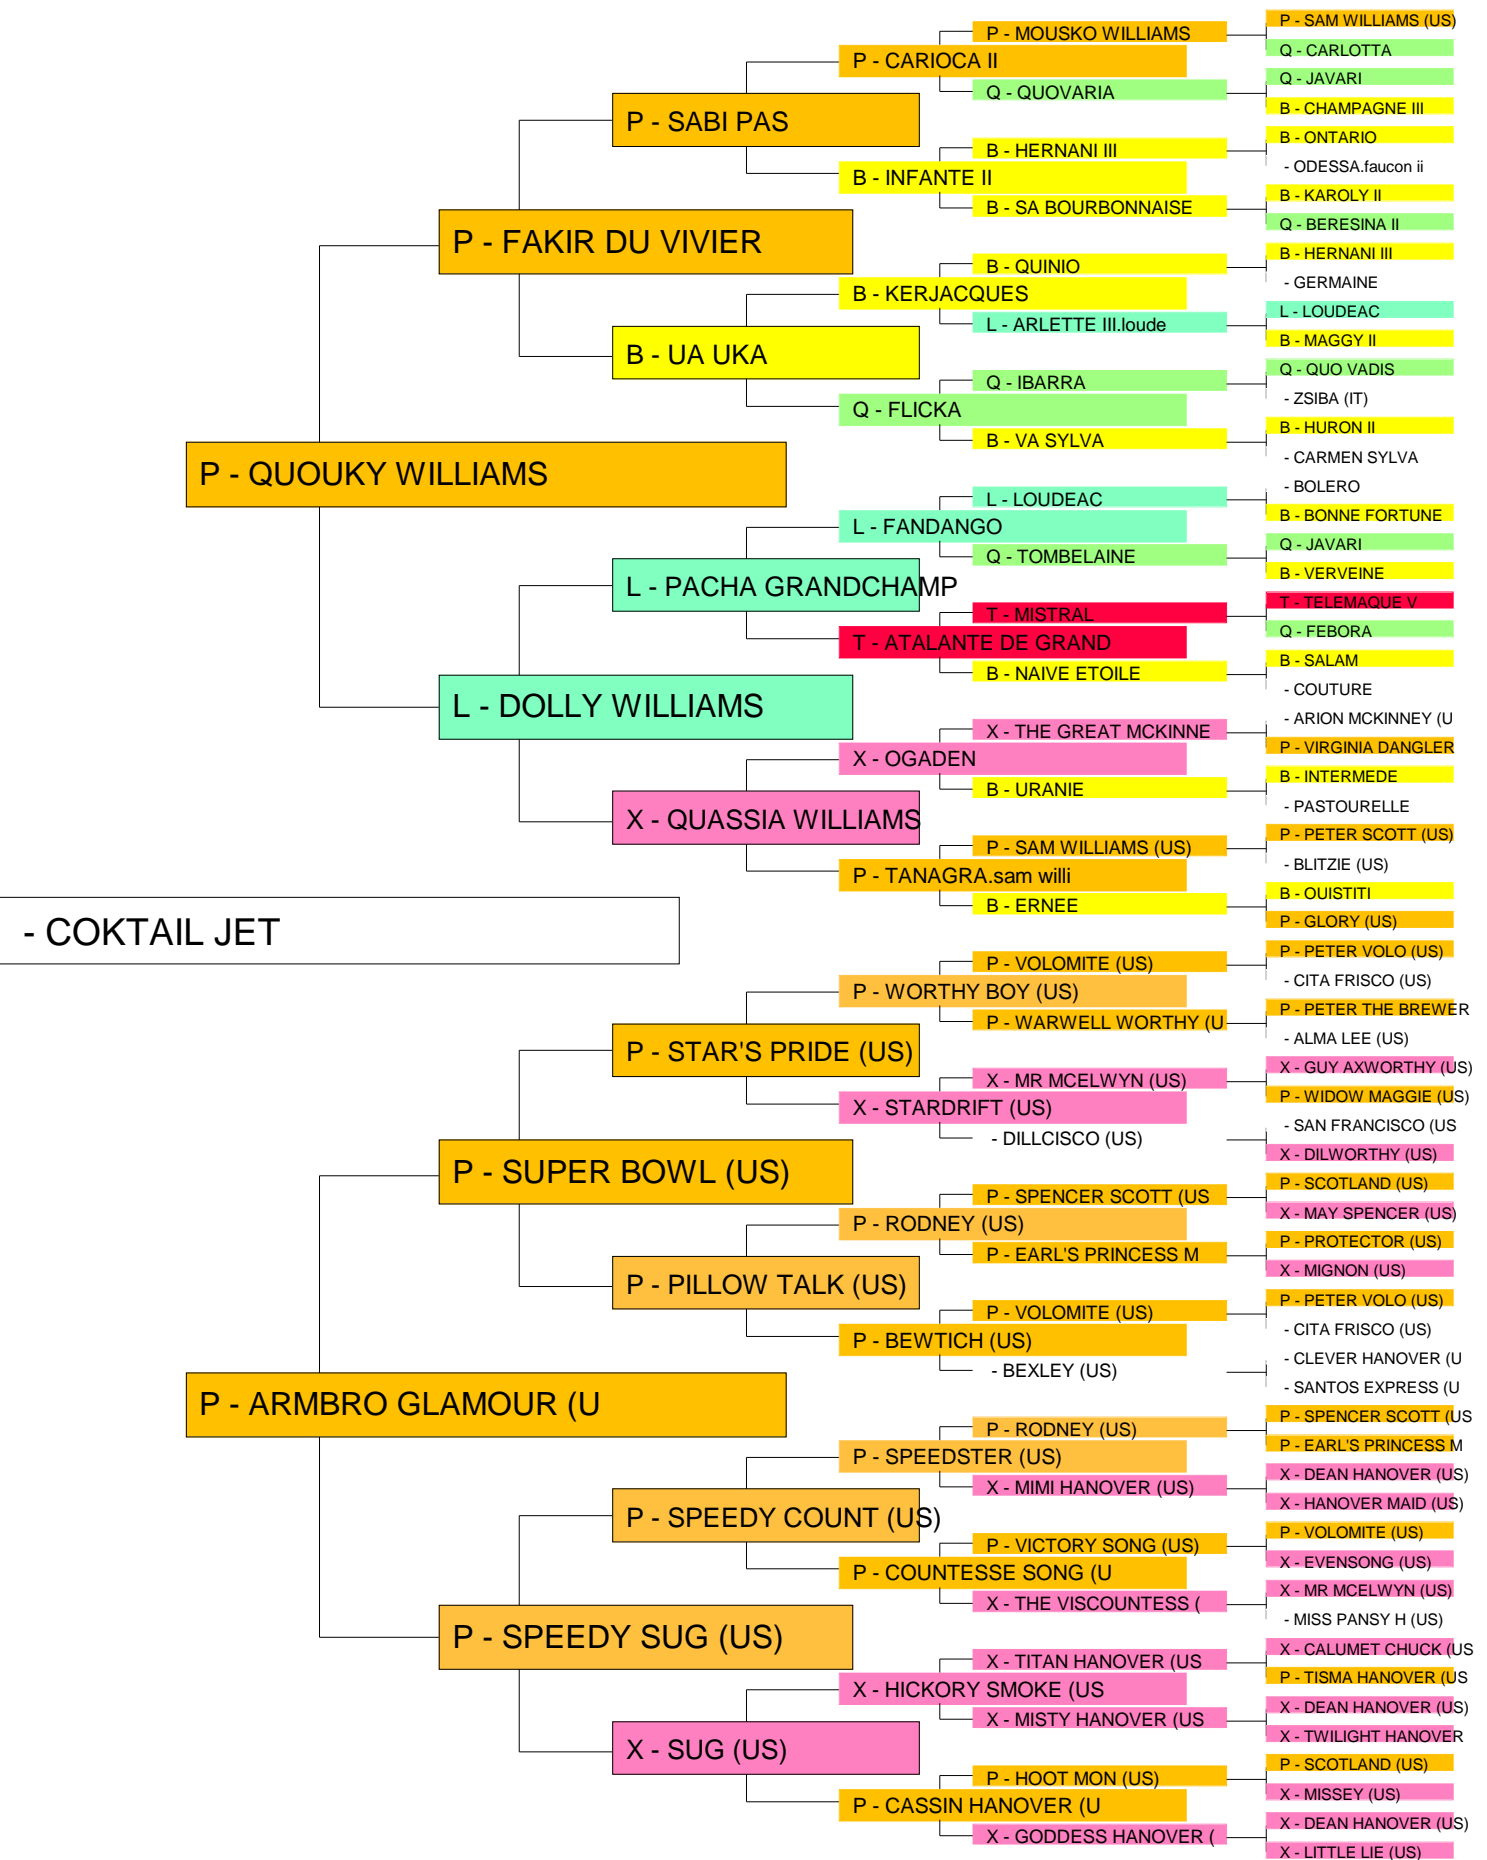 P - SAM WILLIAMS (US)
P - MOUSKO WILLIAMS
Q - CARLOTTA
P - CARIOCA II
Q - JAVARI
Q - QUOVARIA
B - CHAMPAGNE III
P - SABI PAS
B - ONTARIO
B - HERNANI III
- ODESSA.faucon ii
B - INFANTE II
B - KAROLY II
B - SA BOURBONNAISE
Q - BERESINA II
P - FAKIR DU VIVIER
B - HERNANI III
B - QUINIO
- GERMAINE
B - KERJACQUES
L - LOUDEAC
L - ARLETTE III.loude
B - MAGGY II
B - UA UKA
Q - QUO VADIS
Q - IBARRA
- ZSIBA (IT)
Q - FLICKA
B - HURON II
B - VA SYLVA
- CARMEN SYLVA
P - QUOUKY WILLIAMS
- BOLERO
L - LOUDEAC
B - BONNE FORTUNE
L - FANDANGO
Q - JAVARI
Q - TOMBELAINE
B - VERVEINE
L - PACHA GRANDCHAMP
T - TELEMAQUE V
T - MISTRAL
Q - FEBORA
T - ATALANTE DE GRAND
B - SALAM
B - NAIVE ETOILE
- COUTURE
L - DOLLY WILLIAMS
- ARION MCKINNEY (U
X - THE GREAT MCKINNE
P - VIRGINIA DANGLER
X - OGADEN
B - INTERMEDE
B - URANIE
- PASTOURELLE
X - QUASSIA WILLIAMS
P - PETER SCOTT (US)
P - SAM WILLIAMS (US)
- BLITZIE (US)
P - TANAGRA.sam willi
B - OUISTITI
B - ERNEE
P - GLORY (US)
- COKTAIL JET
P - PETER VOLO (US)
P - VOLOMITE (US)
- CITA FRISCO (US)
P - WORTHY BOY (US)
P - PETER THE BREWER
P - WARWELL WORTHY (U
- ALMA LEE (US)
P - STAR'S PRIDE (US)
X - GUY AXWORTHY (US)
X - MR MCELWYN (US)
P - WIDOW MAGGIE (US)
X - STARDRIFT (US)
- SAN FRANCISCO (US
- DILLCISCO (US)
X - DILWORTHY (US)
P - SUPER BOWL (US)
P - SCOTLAND (US)
P - SPENCER SCOTT (US
X - MAY SPENCER (US)
P - RODNEY (US)
P - PROTECTOR (US)
P - EARL'S PRINCESS M
X - MIGNON (US)
P - PILLOW TALK (US)
P - PETER VOLO (US)
P - VOLOMITE (US)
- CITA FRISCO (US)
P - BEWTICH (US)
- CLEVER HANOVER (U
- BEXLEY (US)
- SANTOS EXPRESS (U
P - ARMBRO GLAMOUR (U
P - SPENCER SCOTT (US
P - RODNEY (US)
P - EARL'S PRINCESS M
P - SPEEDSTER (US)
X - DEAN HANOVER (US)
X - MIMI HANOVER (US)
X - HANOVER MAID (US)
P - SPEEDY COUNT (US)
P - VOLOMITE (US)
P - VICTORY SONG (US)
X - EVENSONG (US)
P - COUNTESSE SONG (U
X - MR MCELWYN (US)
X - THE VISCOUNTESS (
- MISS PANSY H (US)
P - SPEEDY SUG (US)
X - CALUMET CHUCK (US
X - TITAN HANOVER (US
P - TISMA HANOVER (US
X - HICKORY SMOKE (US
X - DEAN HANOVER (US)
X - MISTY HANOVER (US
X - TWILIGHT HANOVER
X - SUG (US)
P - SCOTLAND (US)
P - HOOT MON (US)
X - MISSEY (US)
P - CASSIN HANOVER (U
X - DEAN HANOVER (US)
X - GODDESS HANOVER (
X - LITTLE LIE (US)